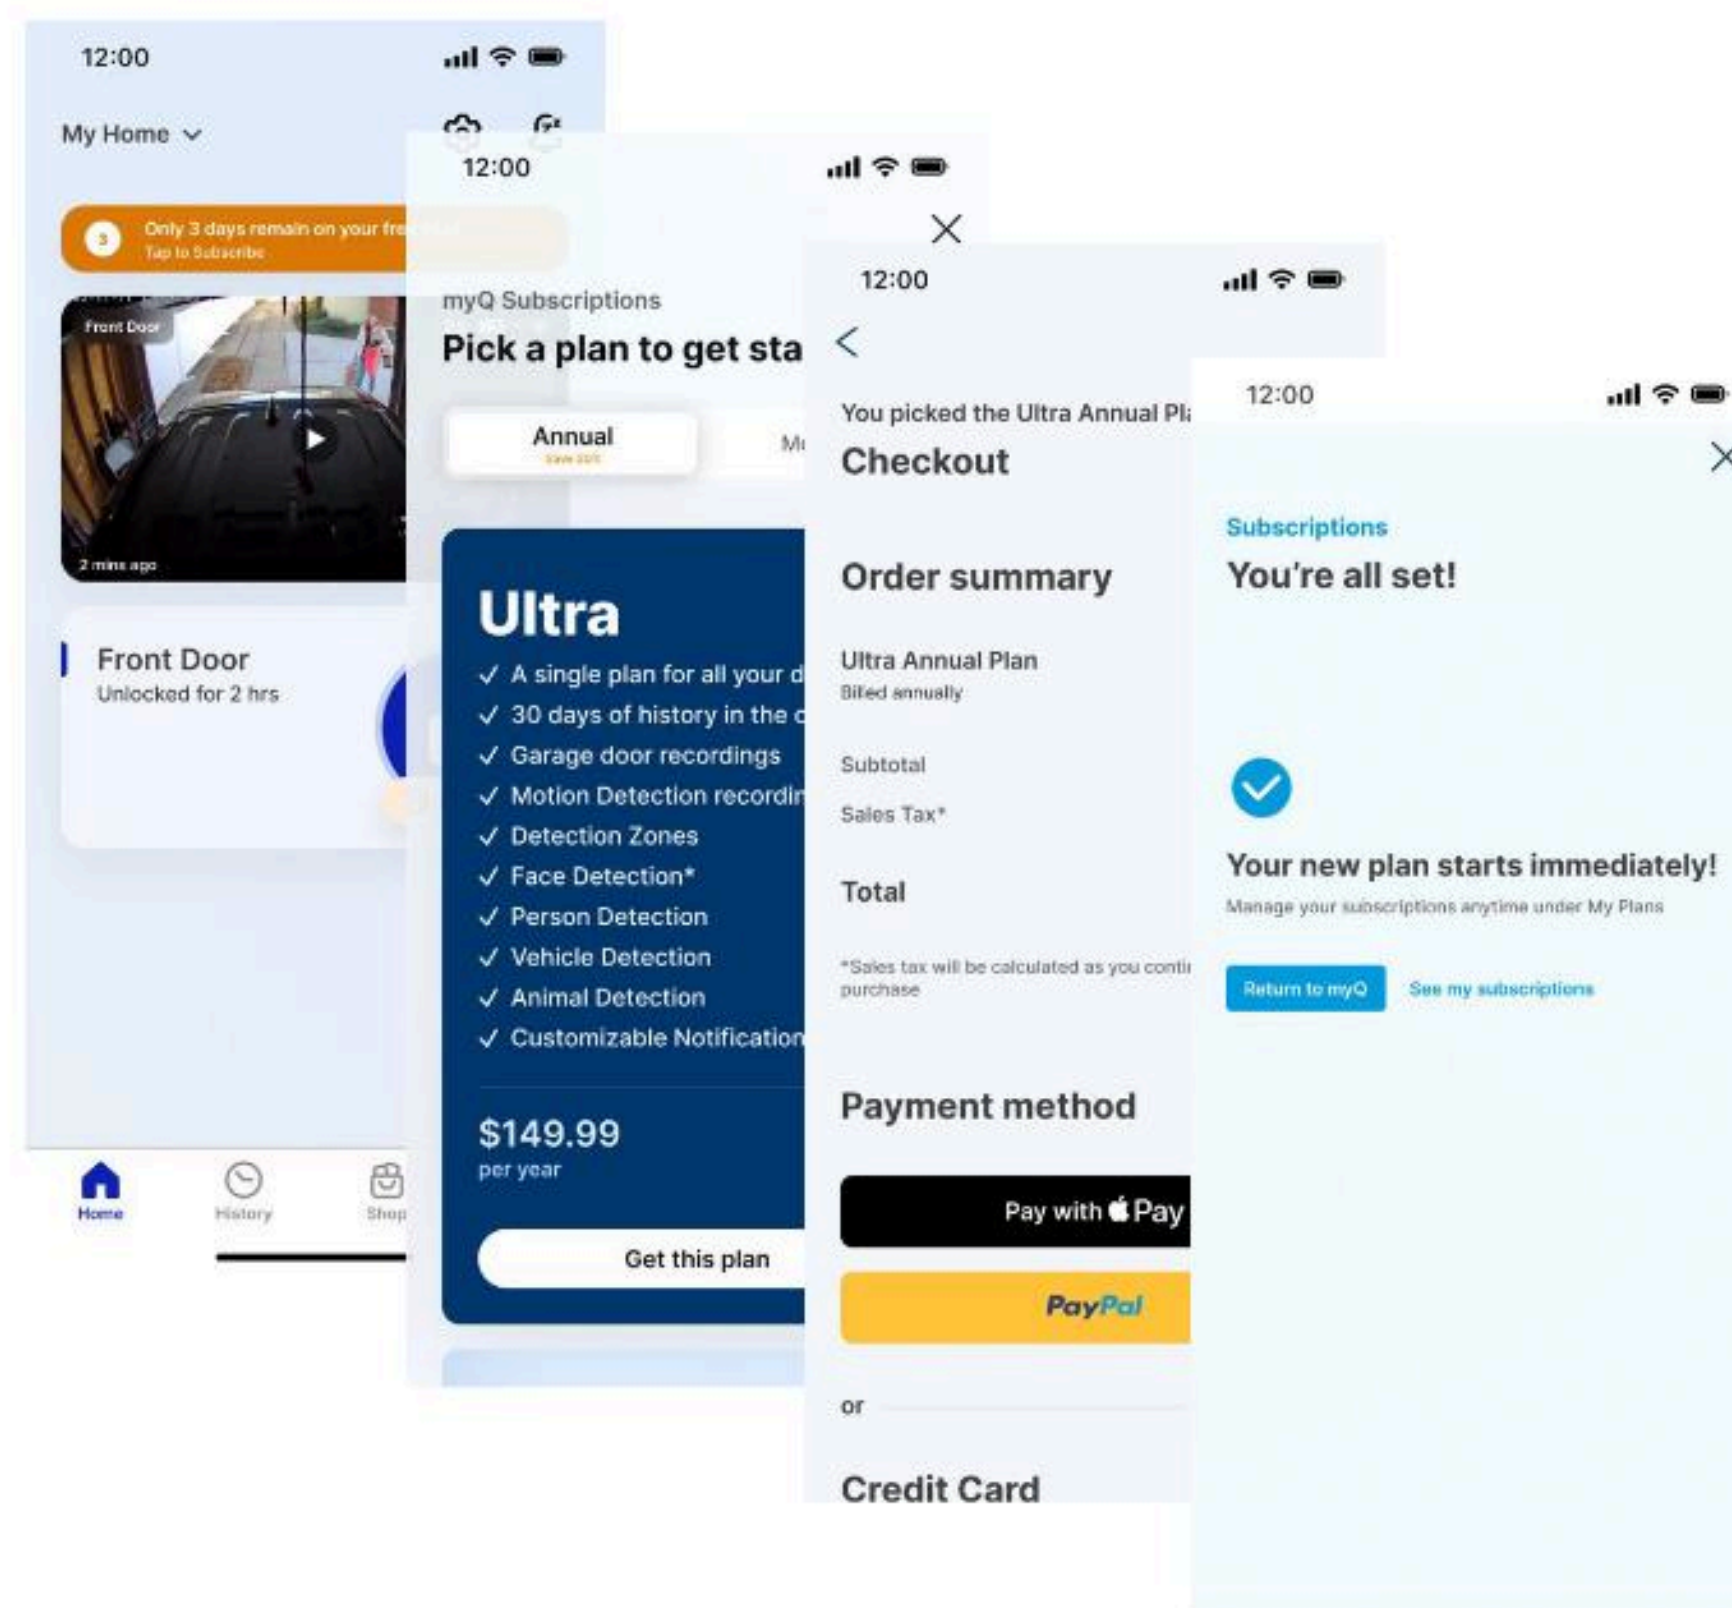 12:00
My Home
3
Only 3 days remain on your free
Tap to Subscribe
Front Door
2 mins ago
Front Door
Unlocked for 2 hrs
Home
History
Shop
12:00
myQ Subscriptions
Pick a plan to get sta
Annual
Mo
Ultra
✓ A single plan for all your d
✓ 30 days of history in the c
✓ Garage door recordings
✓ Motion Detection recordin
✓ Detection Zones
✓ Face Detection*
✓ Person Detection
✓ Vehicle Detection
✓ Animal Detection
✓ Customizable Notification
$149.99
per year
Get this plan
12:00
You picked the Ultra Annual Pla
Checkout
Order summary
Ultra Annual Plan
Billed annually
Subtotal
Sales Tax*
Total
*Sales tax will be calculated as you contin
purchase
Payment method
Pay with Pay
PayPal
or
Credit Card
12:00
Subscriptions
You're all set!
Your new plan starts immediately!
Manage your subscriptions anytime under My Plans
Return to myQ
See my subscriptions